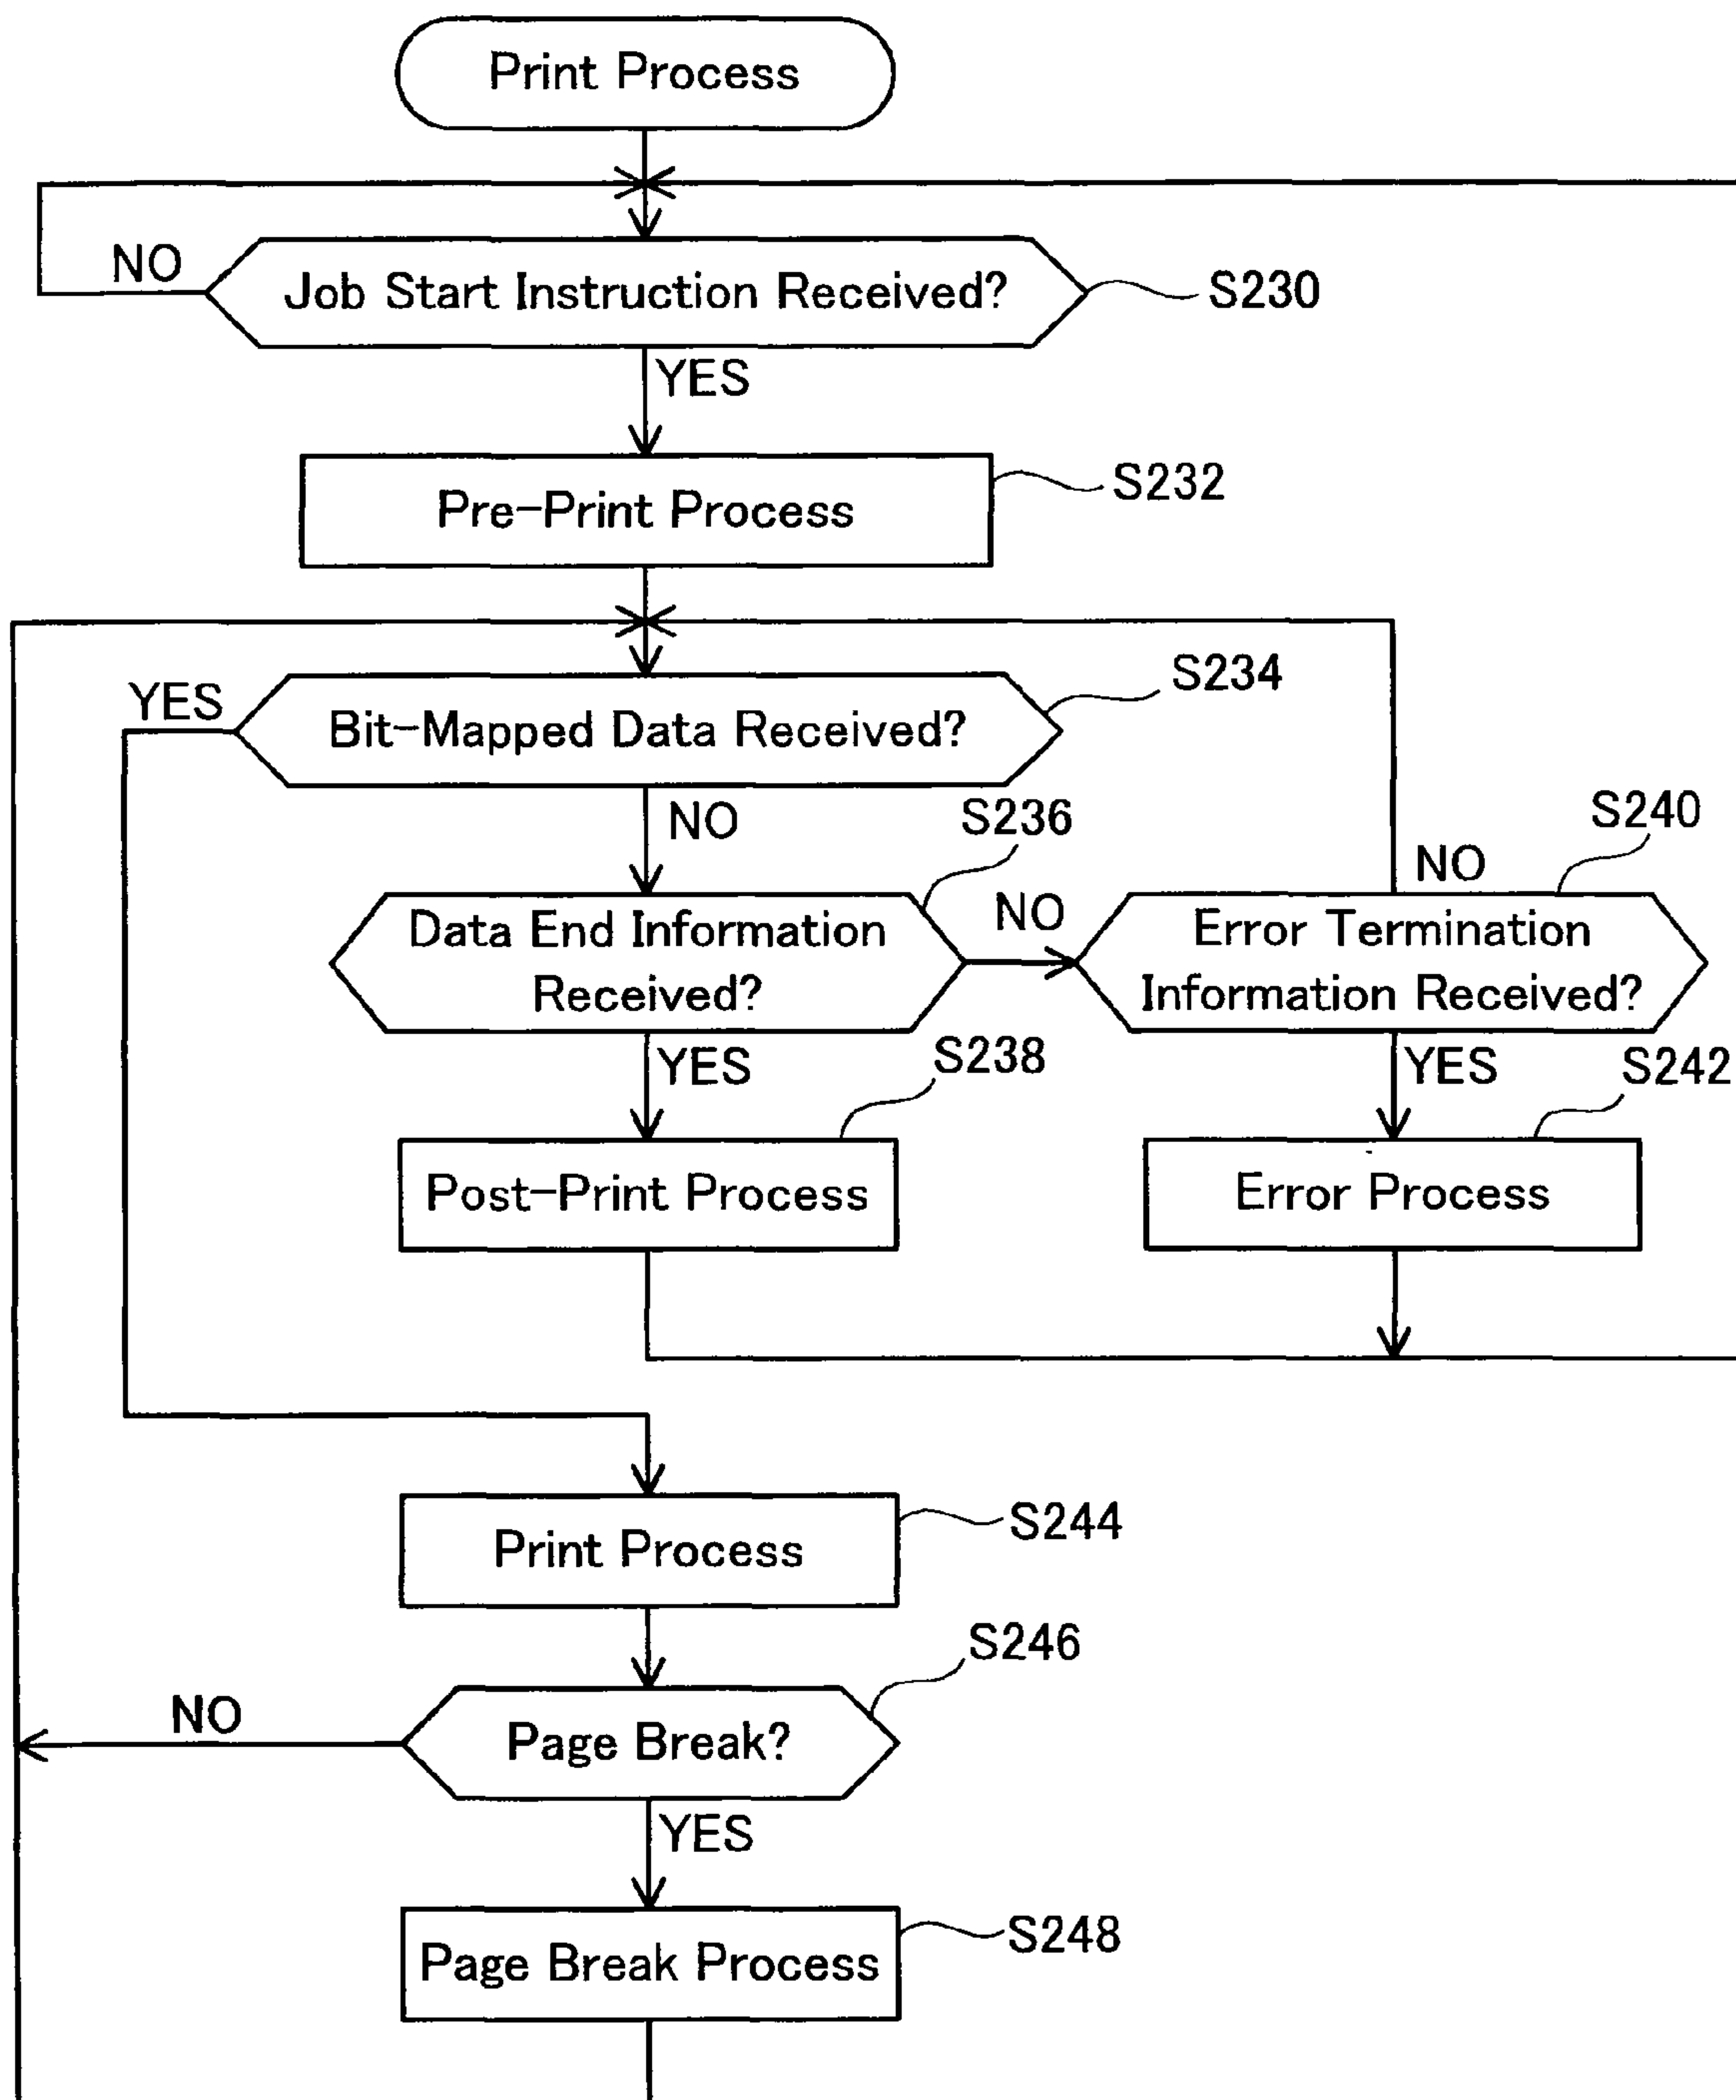 Print Process
NO
Job Start Instruction Received?
S230
YES
Pre-Print Process
S232
YES
Bit-Mapped Data Received?
S234
NO
S236
S240
Data End Information
Received?
NO
NO
Error Termination
Information Received?
YES
S238
YES
S242
Post-Print Process
Error Process
Print Process
S244
S246
NO
Page Break?
YES
Page Break Process
S248